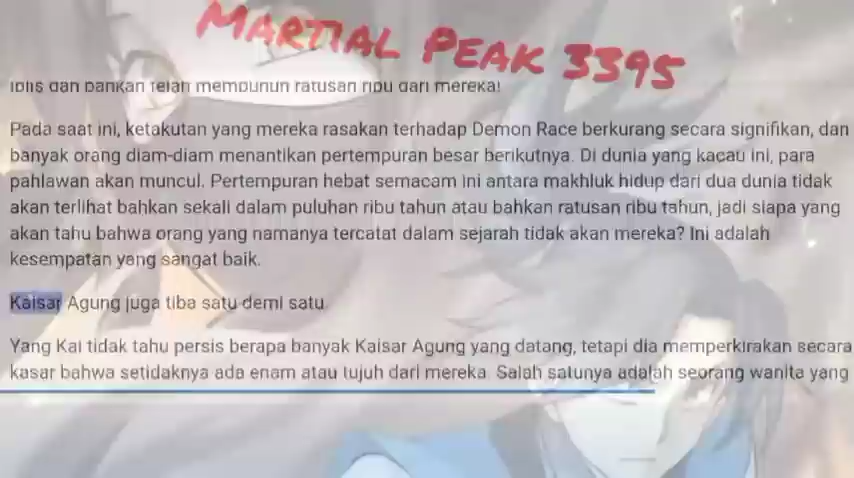 MARTIAL PEAK 3395
iblis dan bahkan telah membunuh ratusan ribu dari mereka!
Pada saat ini, ketakutan yang mereka rasakan terhadap Demon Race berkurang secara signifikan, dan
banyak orang diam-diam menantikan pertempuran besar berikutnya. Di dunia yang kacau ini, para
pahlawan akan muncul. Pertempuran hebat semacam ini antara makhluk hidup dari dua dunia tidak
akan terlihat bahkan sekali dalam puluhan ribu tahun atau bahkan ratusan ribu tahun, jadi siapa yang
akan tahu bahwa orang yang namanya tercatat dalam sejarah tidak akan mereka? Ini adalah
kesempatan yang sangat baik.
Kaisar Agung juga tiba satu demi satu.
Yang Kai tidak tahu persis berapa banyak Kaisar Agung yang datang, tetapi dia memperkirakan secara
kasar bahwa setidaknya ada enam atau tujuh dari mereka. Salah satunya adalah seorang wanita yang